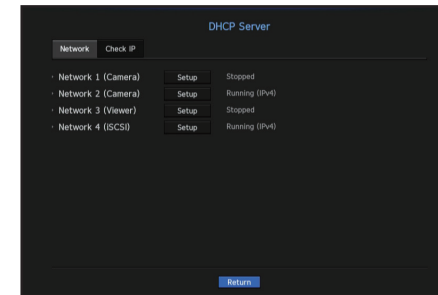 DHCP Server
Network Check IP
Network 1 (Camera) Setup Stopped
Network 2 (Camera) Setup Running (IPv4)
Network 3 (Viewer) Setup Stopped
Network 4 (iSCSI) Setup Running (IPv4)
Return